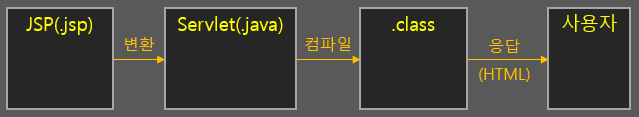 JSP(.jsp)
변환
Servlet(.java)
컴파일
.class
응답
(HTML)
사용자